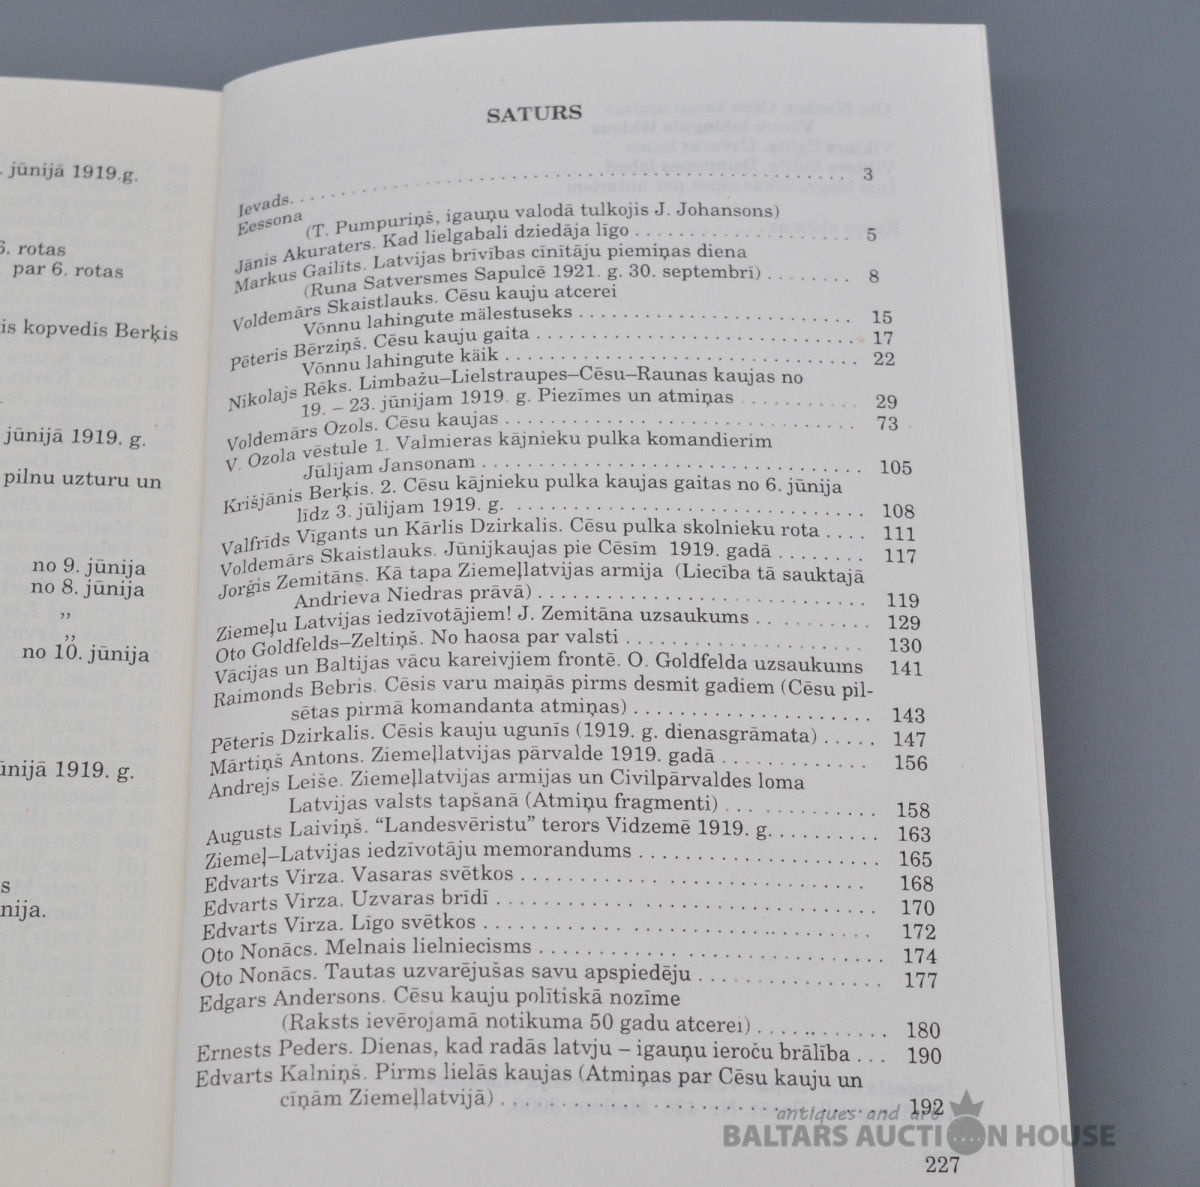 jūnijā 1919.g.
6. rotas
par 6. rotas
is kopvedis Berķis
jūnijā 1919. g.
pilnu uzturu un
no 9. jūnija
no 8. jūnija
„
„
no 10. jūnija
ūnijā 1919. g.
s
nija.
SATURS
Ievads. . . . . . . . . . . . . . . . . . . . . . . . . . . . . . 3
Eessona
(T. Pumpuriņš, igauņu valodā tulkojis J. Johansons)
Jānis Akuraters. Kad lielgabali dziedāja līgo . . . . . . . . . . . 5
Markus Gailīts. Latvijas brīvības cīnītāju piemiņas diena
(Runa Satversmes Sapulcē 1921. g. 30. septembrī) . . . . . . . 8
Voldemārs Skaistlauks. Cēsu kauju atcerei
Võnnu lahingute mälestuseks . . . . . . . . . . . . . . . . . . . 15
Pēteris Bērziņš. Cēsu kauju gaita . . . . . . . . . . . . . . . . . . . 17
Võnnu lahingute käik . . . . . . . . . . . . . . . . . . . . . . . 22
Nikolajs Rēks. Limbažu–Lielstraupes–Cēsu–Raunas kaujas no
19. – 23. jūnijam 1919. g. Piezīmes un atmiņas . . . . . . . . . 29
Voldemārs Ozols. Cēsu kaujas . . . . . . . . . . . . . . . . . . . 73
V. Ozola vēstule 1. Valmieras kājnieku pulka komandierim
Jūlijam Jansonam . . . . . . . . . . . . . . . . . . . . . . . 105
Krišjānis Berķis. 2. Cēsu kājnieku pulka kaujas gaitas no 6. jūnija
līdz 3. jūlijam 1919. g. . . . . . . . . . . . . . . . . . . . . . 108
Valfrīds Vīgants un Kārlis Dzirkalis. Cēsu pulka skolnieku rota . . . . 111
Voldemārs Skaistlauks. Jūnijkaujas pie Cēsīm 1919. gadā . . . . . . . . 117
Jorģis Zemitāns. Kā tapa Ziemeļlatvijas armija (Liecība tā sauktajā
Andrieva Niedras prāvā) . . . . . . . . . . . . . . . . . . . . 119
Ziemeļu Latvijas iedzīvotājiem! J. Zemitāna uzsaukums . . . . . . . . . 129
Oto Goldfelds–Zeltiņš. No haosa par valsti . . . . . . . . . . . . . . . 130
Vācijas un Baltijas vācu kareivjiem frontē. O. Goldfelda uzsaukums 141
Raimonds Bebris. Cēsis varu maiņās pirms desmit gadiem (Cēsu pil-
sētas pirmā komandanta atmiņas) . . . . . . . . . . . . . . . 143
Pēteris Dzirkalis. Cēsis kauju ugunīs (1919. g. dienasgrāmata) . . . . . 147
Mārtiņš Antons. Ziemeļlatvijas pārvalde 1919. gadā . . . . . . . . . . 156
Andrejs Leiše. Ziemeļlatvijas armijas un Civilpārvaldes loma
Latvijas valsts tapšanā (Atmiņu fragmenti) . . . . . . . . . . 158
Augusts Laiviņš. “Landesvēristu” terors Vidzemē 1919. g. . . . . . . . . 163
Ziemeļ–Latvijas iedzīvotāju memorandums . . . . . . . . . . . . . . . . 165
Edvarts Virza. Vasaras svētkos . . . . . . . . . . . . . . . . . . . . 168
Edvarts Virza. Uzvaras brīdī . . . . . . . . . . . . . . . . . . . . . . 170
Edvarts Virza. Līgo svētkos . . . . . . . . . . . . . . . . . . . . . . 172
Oto Nonācs. Melnais lielniecisms . . . . . . . . . . . . . . . . . . . . 174
Oto Nonācs. Tautas uzvarējušas savu apspiedēju . . . . . . . . . . . . 177
Edgars Andersons. Cēsu kauju polītiskā nozīme
(Raksts ievērojamā notikuma 50 gadu atcerei) . . . . . . . . . . 180
Ernests Peders. Dienas, kad radās latvju – igauņu ieroču brālība . . . 190
Edvarts Kalniņš. Pirms lielās kaujas (Atmiņas par Cēsu kauju un
cīņām Ziemeļlatvijā) . . . . . . . . . . . . . . . . . . . . . . . 192
antiques and art
BALTARS AUCTION HOUSE
227